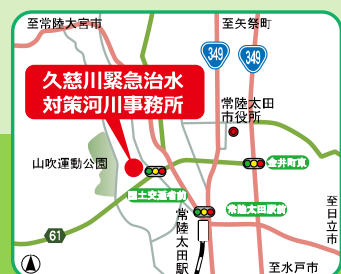 至常陸大宮市
至矢祭町
349
349
久慈川緊急治水
対策河川事務所
常陸太田
市役所
山吹運動公園
金井町東
国土交通省前
常陸太田駅前
至日立市
61
常陸太田駅
至水戸市